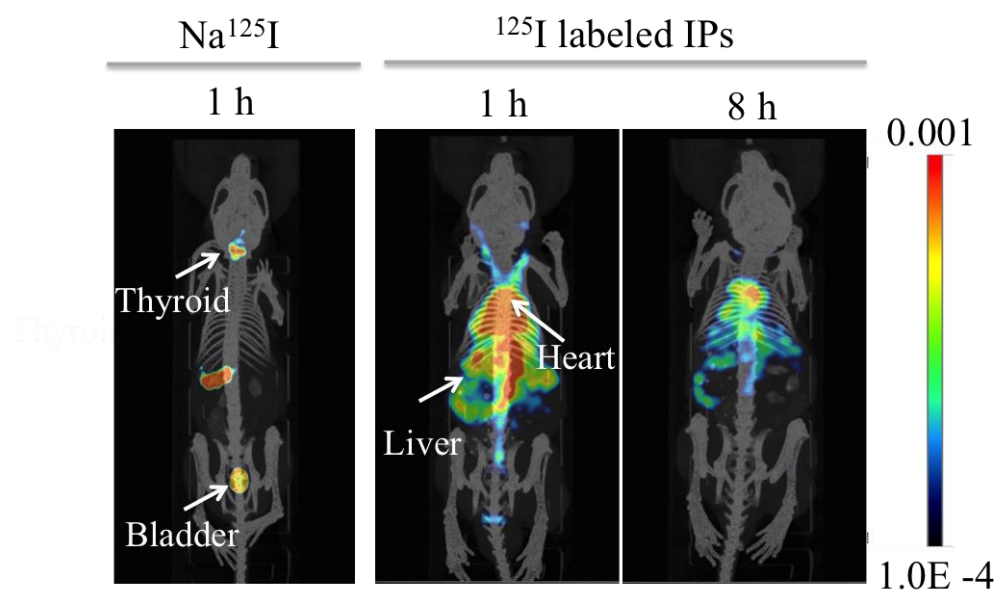 Na¹²⁵I
¹²⁵I labeled IPs
1 h
1 h
8 h
0.001
Thyroid
Heart
Liver
Bladder
1.0E -4